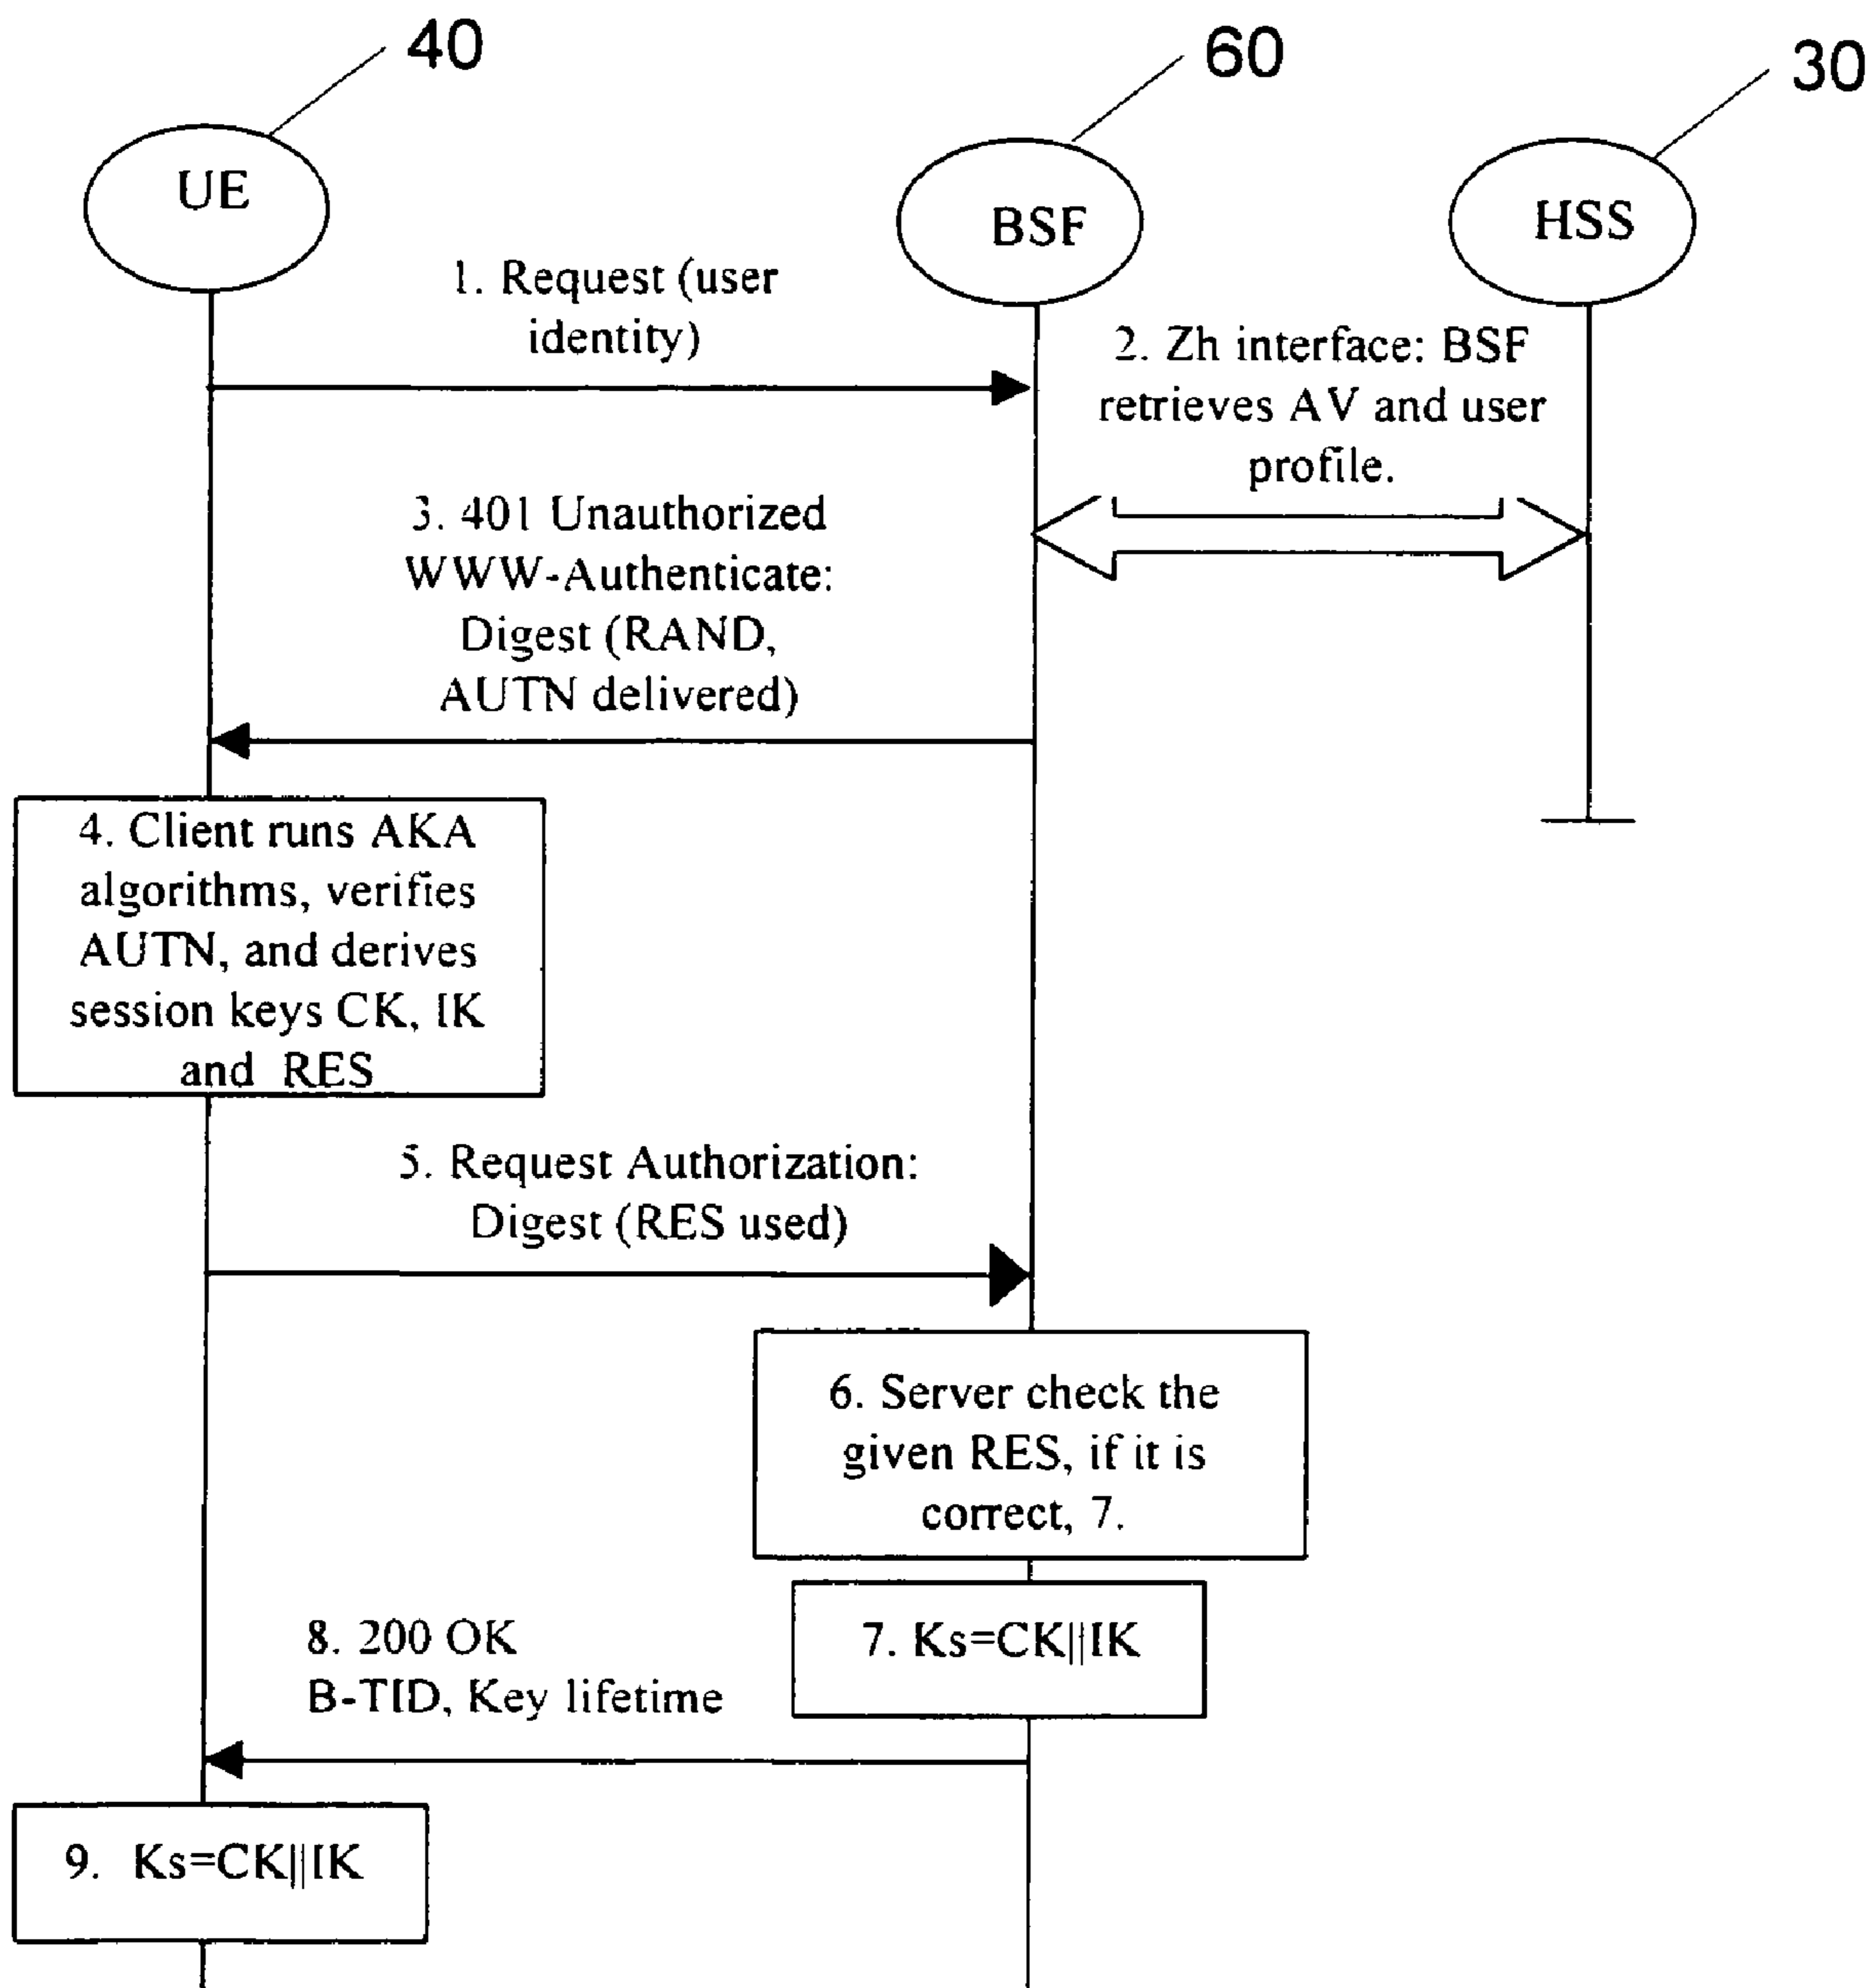 40
60
30
UE
BSF
HSS
1. Request (user
identity)
2. Zh interface: BSF
retrieves AV and user
profile.
3. 401 Unauthorized
WWW-Authenticate:
Digest (RAND,
AUTN delivered)
4. Client runs AKA
algorithms, verifies
AUTN, and derives
session keys CK, IK
and RES
5. Request Authorization:
Digest (RES used)
6. Server check the
given RES, if it is
correct, 7.
7. Ks=CK||IK
8. 200 OK
B-TID, Key lifetime
9. Ks=CK||IK